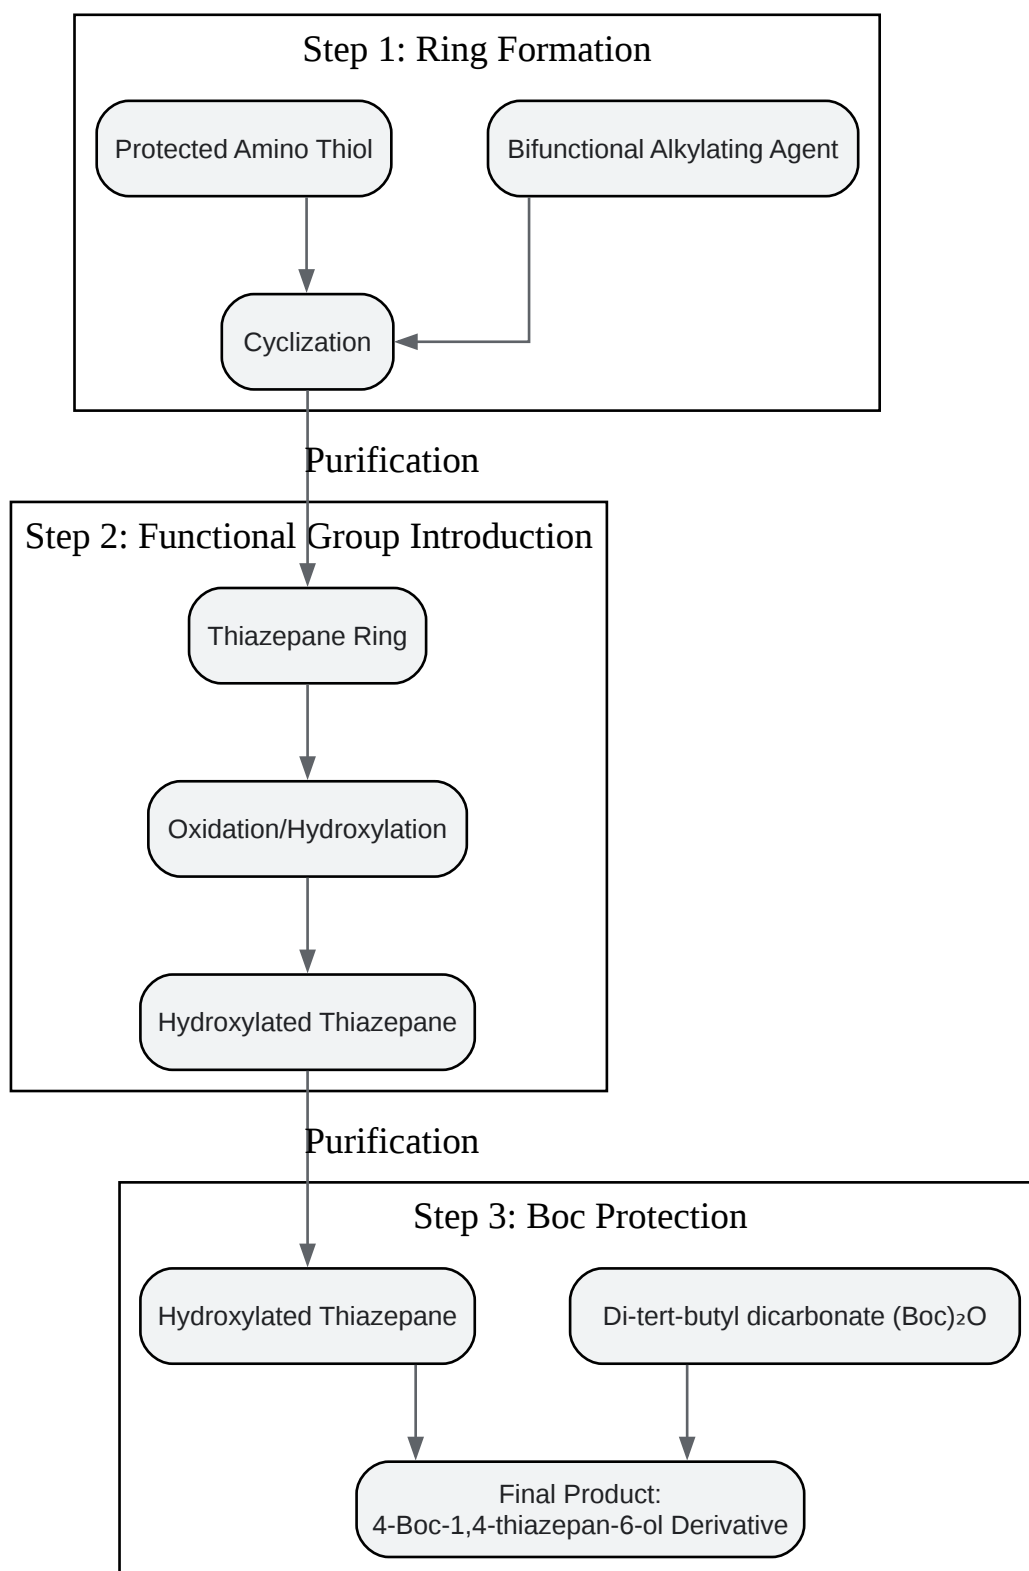 Step 1: Ring Formation
Protected Amino Thiol
Bifunctional Alkylating Agent
Cyclization
Purification
Step 2: Functional Group Introduction
Thiazepane Ring
Oxidation/Hydroxylation
Hydroxylated Thiazepane
Purification
Step 3: Boc Protection
Hydroxylated Thiazepane
Di-tert-butyl dicarbonate (Boc)₂O
Final Product:
4-Boc-1,4-thiazepan-6-ol Derivative